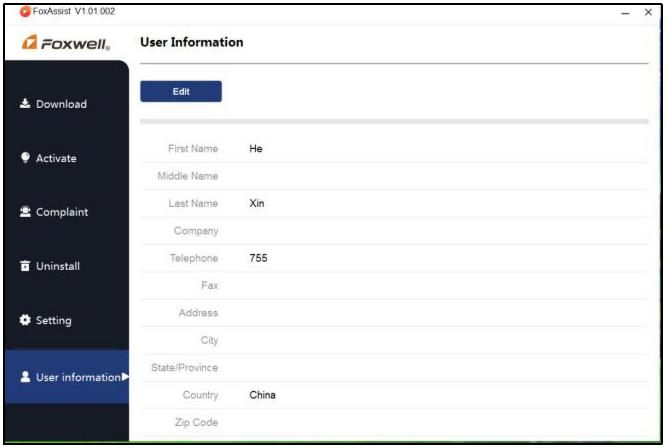 FoxAssist V1.01.002
FOXWELL®
User Information
Download
Edit
Activate
First Name He
Middle Name
Last Name Xin
Complaint
Company
Telephone 755
Uninstall
Fax
Address
Setting
City
State/Province
User information
Country China
Zip Code